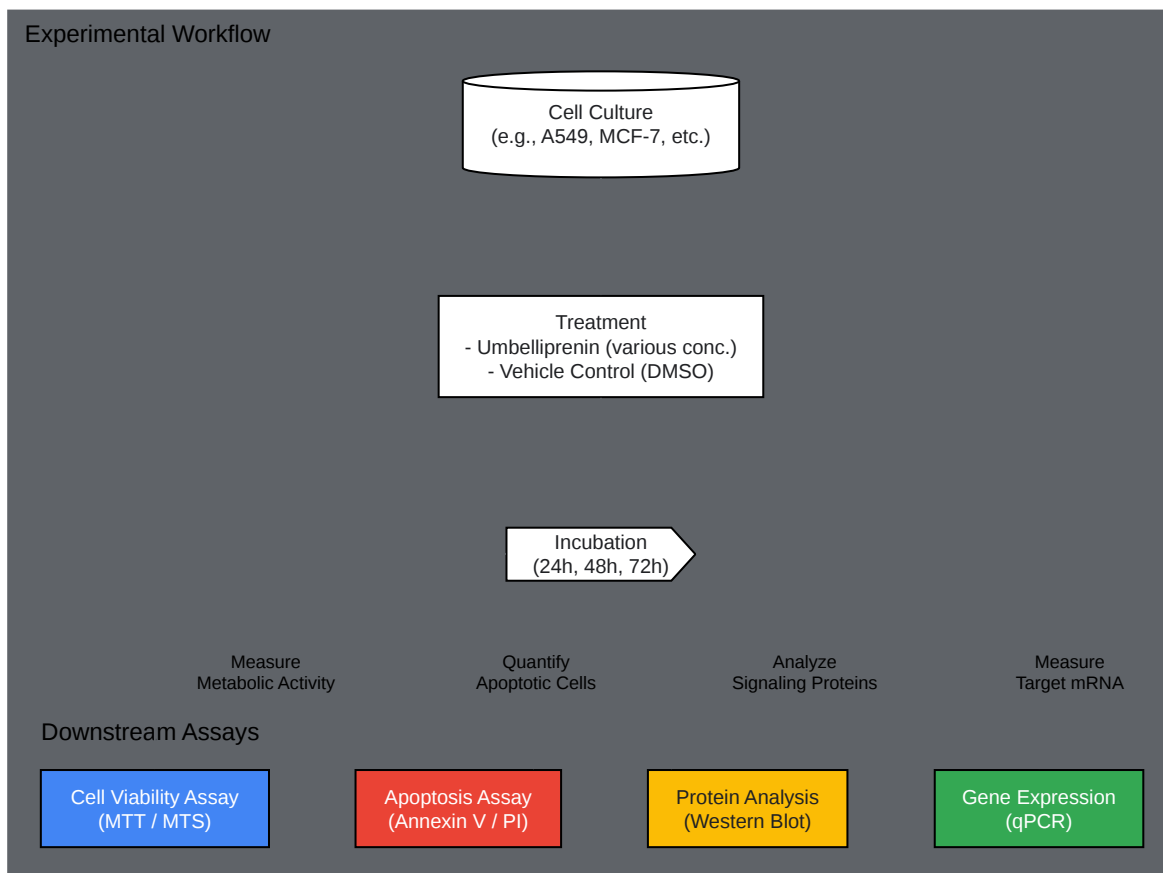 Experimental Workflow
Cell Culture
(e.g., A549, MCF-7, etc.)
Treatment
- Umbelliprenin (various conc.)
- Vehicle Control (DMSO)
Incubation
(24h, 48h, 72h)
Measure
Metabolic Activity
Quantify
Apoptotic Cells
Analyze
Signaling Proteins
Measure
Target mRNA
Downstream Assays
Cell Viability Assay
(MTT / MTS)
Apoptosis Assay
(Annexin V / PI)
Protein Analysis
(Western Blot)
Gene Expression
(qPCR)